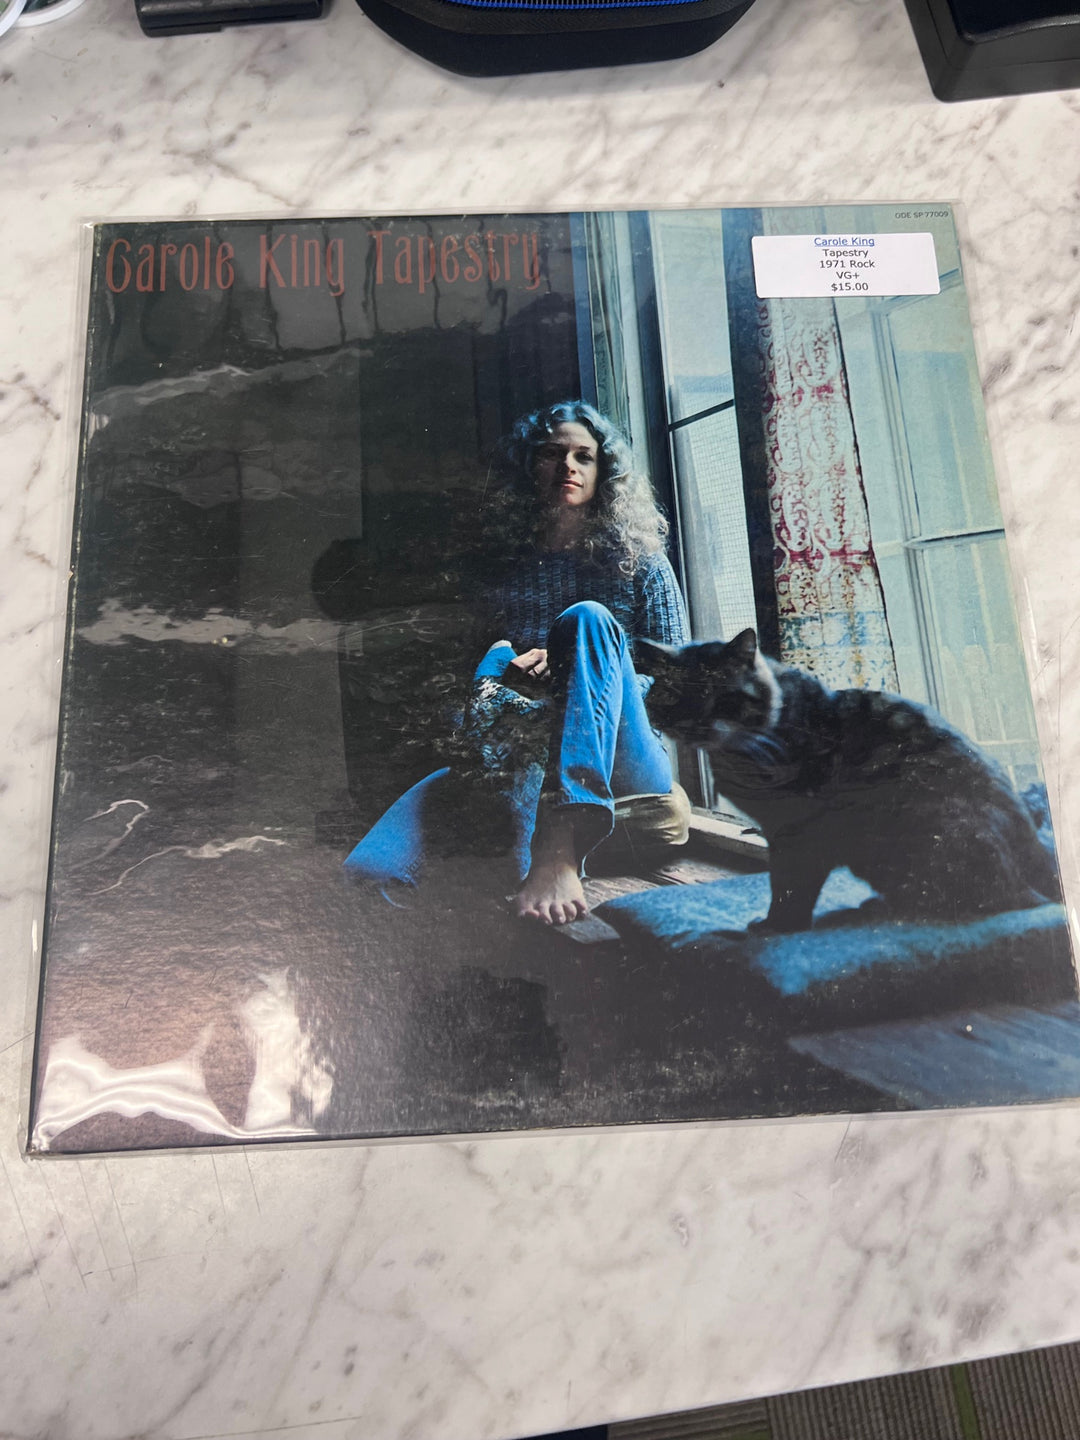 Carole King Tapestry
ODE SP 77009
Carole King
Tapestry
1971 Rock
VG+
$15.00